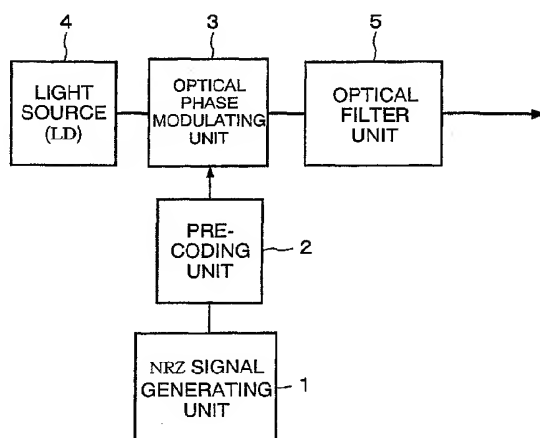 4
3
5
LIGHT
SOURCE
(LD)
OPTICAL
PHASE
MODULATING
UNIT
OPTICAL
FILTER
UNIT
PRE-
CODING
UNIT
2
NRZ SIGNAL
GENERATING
UNIT
1